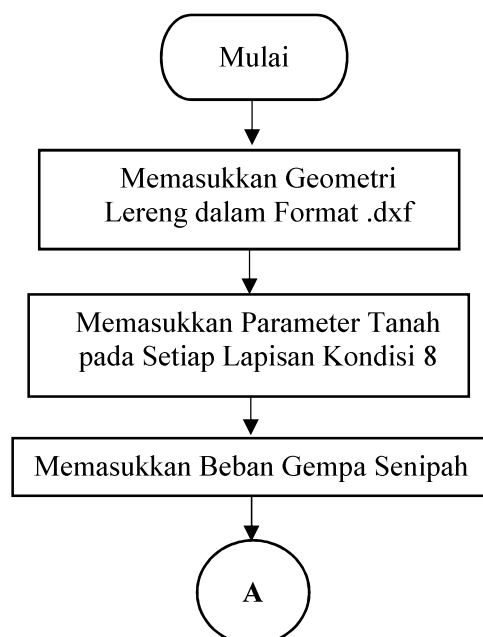 Mulai
Memasukkan Geometri
Lereng dalam Format .dxf
Memasukkan Parameter Tanah
pada Setiap Lapisan Kondisi 8
Memasukkan Beban Gempa Senipah
A